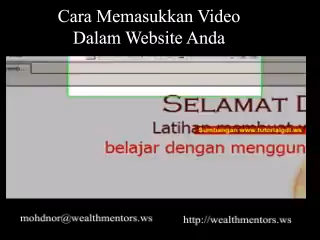 Cara Memasukkan Video
Dalam Website Anda
SELAMAT D
Latihan membuat
Sumbangan www.tutorialgdi.ws
belajar dengan menggun
mohdnor@wealthmentors.ws
http://wealthmentors.ws